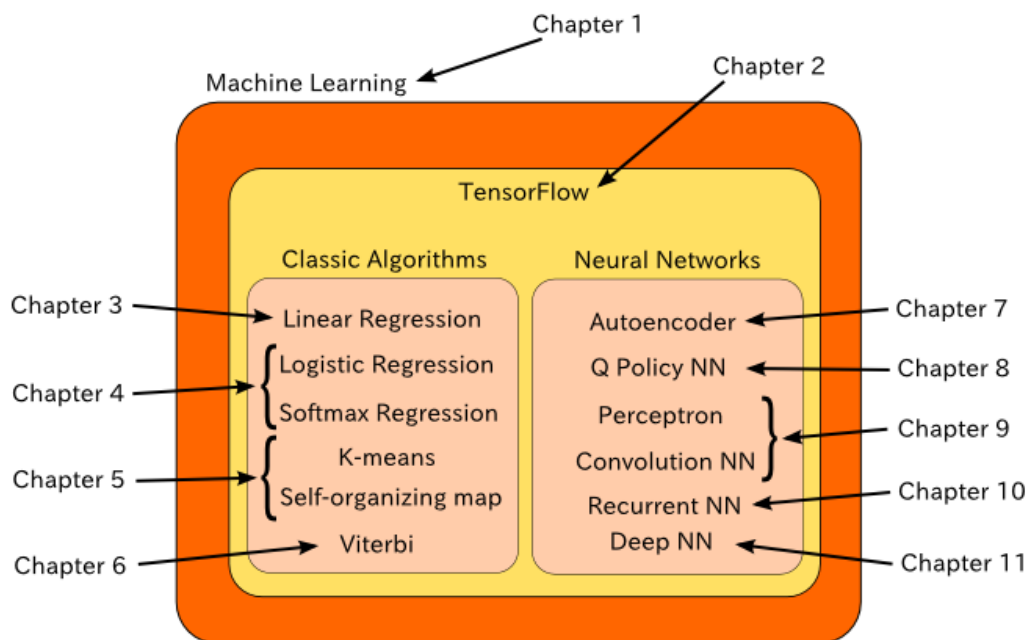 Chapter 1
Chapter 2
Machine Learning
TensorFlow
Classic Algorithms
Neural Networks
Chapter 3
Linear Regression
Autoencoder
Chapter 7
Logistic Regression
Q Policy NN
Chapter 8
Chapter 4
Softmax Regression
Perceptron
Chapter 9
K-means
Convolution NN
Chapter 5
Self-organizing map
Recurrent NN
Chapter 10
Chapter 6
Viterbi
Deep NN
Chapter 11